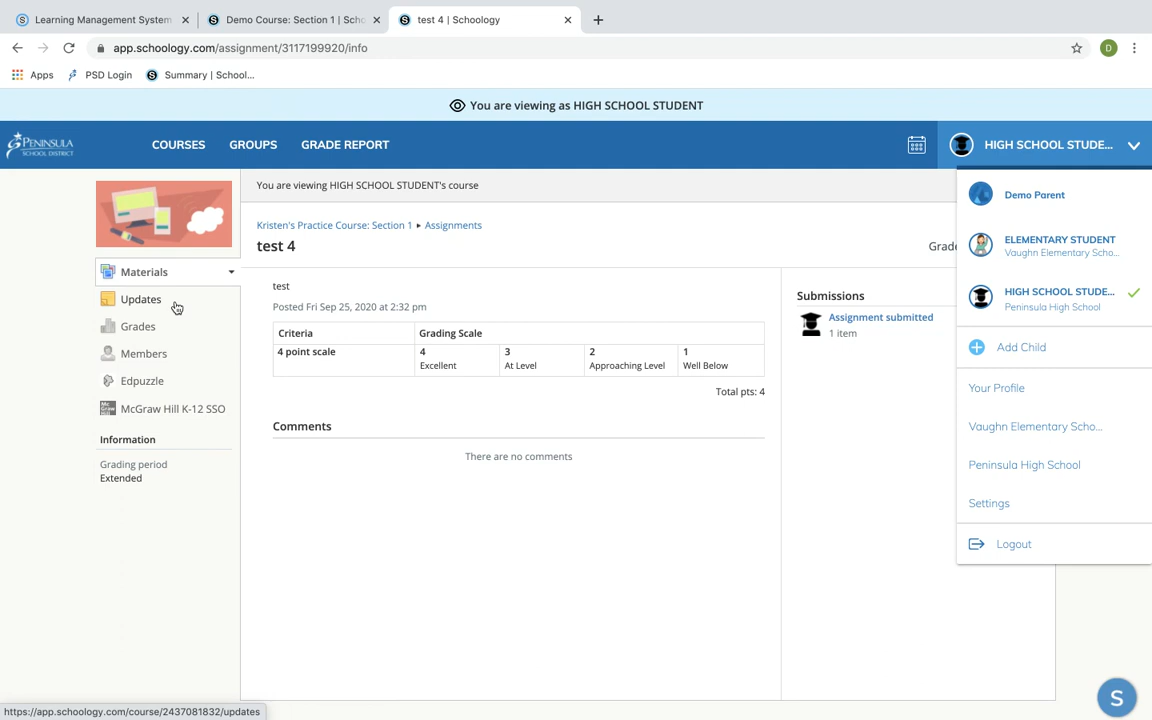 Learning Management System
Demo Course: Section 1 | Scho
test 4 | Schoology
app.schoology.com/assignment/3117199920/info
D
Apps
PSD Login
Summary | School...
You are viewing as HIGH SCHOOL STUDENT
PENINSULA
SCHOOL DISTRICT
COURSES
GROUPS
GRADE REPORT
HIGH SCHOOL STUDE...
You are viewing HIGH SCHOOL STUDENT's course
Kristen's Practice Course: Section 1 ▸ Assignments
test 4
Grade
Materials
Updates
Grades
Members
Edpuzzle
McGraw Hill K-12 SSO
Information
Grading period
Extended
test
Posted Fri Sep 25, 2020 at 2:32 pm
Criteria Grading Scale
4 point scale 4 3 2 1
Excellent At Level Approaching Level Well Below
Total pts: 4
Comments
There are no comments
Submissions
Assignment submitted
1 item
Demo Parent
ELEMENTARY STUDENT
Vaughn Elementary Scho...
HIGH SCHOOL STUDE...
Peninsula High School
Add Child
Your Profile
Vaughn Elementary Scho...
Peninsula High School
Settings
Logout
S
https://app.schoology.com/course/2437081832/updates